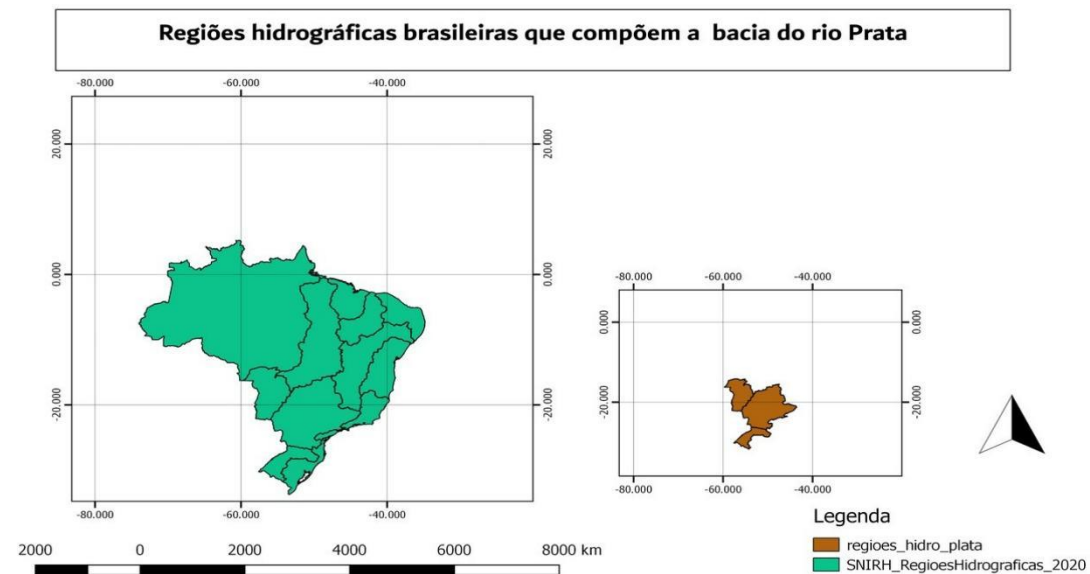 Regiões hidrográficas brasileiras que compõem a bacia do rio Prata
-80.000 -60.000 -40.000
20.000 20.000
0.000 0.000
-20.000 -20.000
-80.000 -60.000 -40.000
-80.000 -60.000 -40.000
0.000 0.000
-20.000 -20.000
-80.000 -60.000 -40.000
Legenda
regioes_hidro_plata
SNIRH_RegioesHidrograficas_2020
2000 0 2000 4000 6000 8000 km